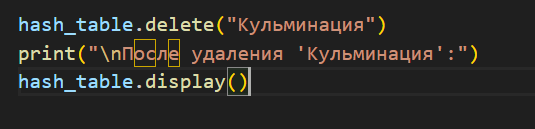 hash_table.delete("Кульминация")
print("\nПосле удаления 'Кульминация':")
hash_table.display()